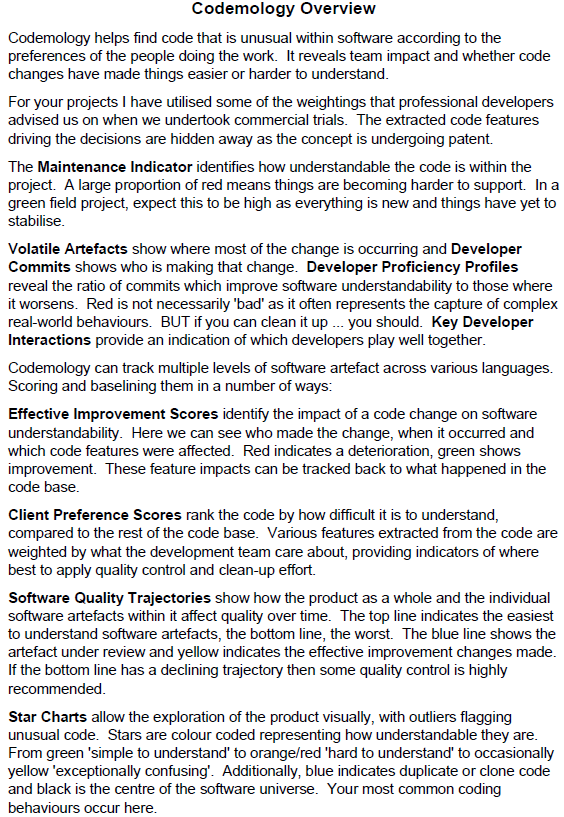 Codemology Overview
Codemology helps find code that is unusual within software according to the
preferences of the people doing the work.  It reveals team impact and whether code
changes have made things easier or harder to understand.
For your projects I have utilised some of the weightings that professional developers
advised us on when we undertook commercial trials.  The extracted code features
driving the decisions are hidden away as the concept is undergoing patent.
The Maintenance Indicator identifies how understandable the code is within the
project.  A large proportion of red means things are becoming harder to support.  In a
green field project, expect this to be high as everything is new and things have yet to
stabilise.
Volatile Artefacts show where most of the change is occurring and Developer
Commits shows who is making that change.  Developer Proficiency Profiles
reveal the ratio of commits which improve software understandability to those where
it worsens.  Red is not necessarily 'bad' as it often represents the capture of complex
real-world behaviours.  BUT if you can clean it up ... you should.  Key Developer
Interactions provide an indication of which developers play well together.
Codemology can track multiple levels of software artefact across various languages.
Scoring and baselining them in a number of ways:
Effective Improvement Scores identify the impact of a code change on software
understandability.  Here we can see who made the change, when it occurred and
which code features were affected.  Red indicates a deterioration, green shows
improvement.  These feature impacts can be tracked back to what happened in the
code base.
Client Preference Scores rank the code by how difficult it is to understand,
compared to the rest of the code base.  Various features extracted from the code are
weighted by what the development team care about, providing indicators of where
best to apply quality control and clean-up effort.
Software Quality Trajectories show how the product as a whole and the individual
software artefacts within it affect quality over time.  The top line indicates the easiest
to understand software artefacts, the bottom line, the worst.  The blue line shows the
artefact under review and yellow indicates the effective improvement changes made.
If the bottom line has a declining trajectory then some quality control is highly
recommended.
Star Charts allow the exploration of the product visually, with outliers flagging
unusual code.  Stars are colour coded representing how understandable they are.
From green 'simple to understand' to orange/red 'hard to understand' to occasionally
yellow 'exceptionally confusing'.  Additionally, blue indicates duplicate or clone code
and black is the centre of the software universe.  Your most common coding
behaviours occur here.